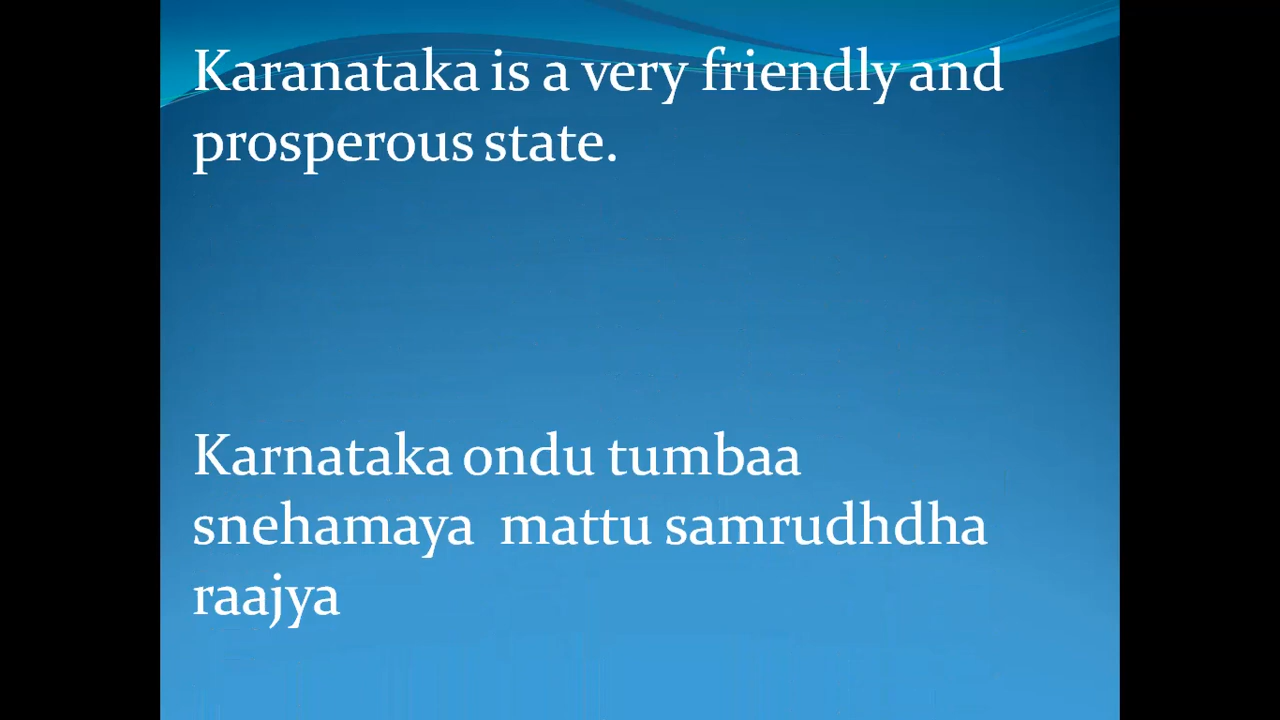 Karanataka is a very friendly and
prosperous state.
Karnataka ondu tumbaa
snehamaya mattu samrudhdha
raajya